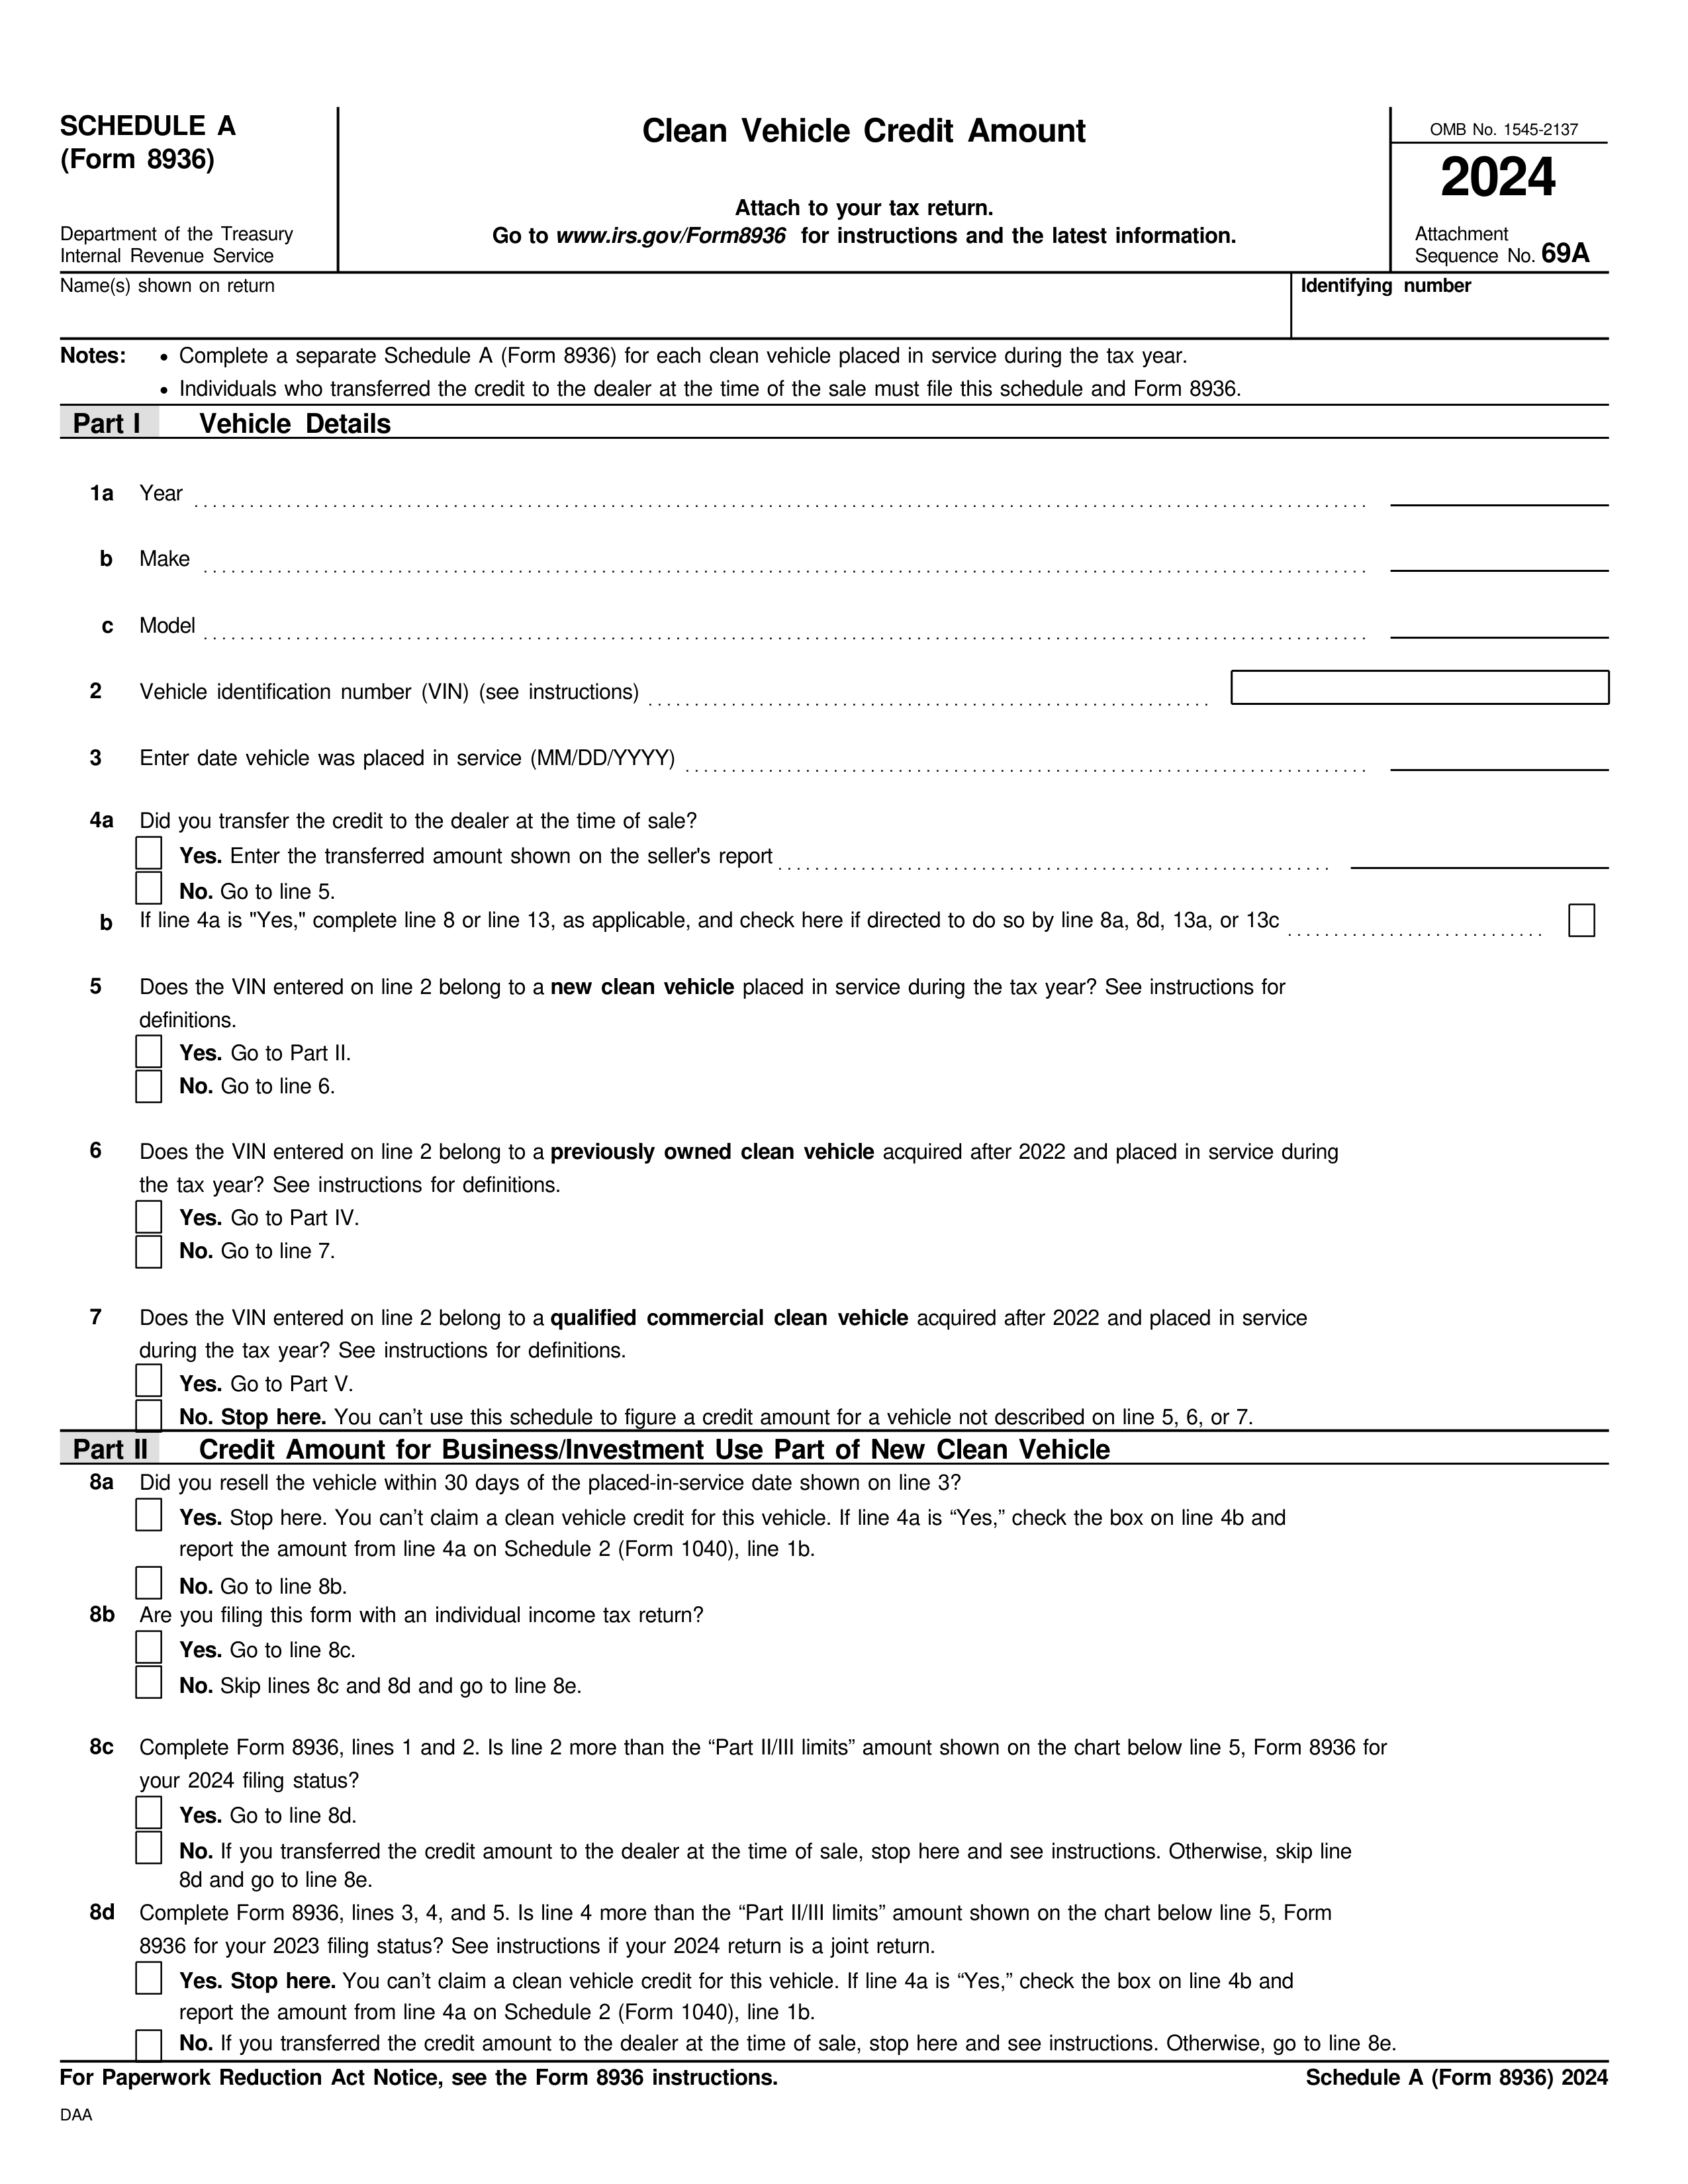 SCHEDULE A
(Form 8936)
Department of the Treasury
Internal Revenue Service
Clean Vehicle Credit Amount
Attach to your tax return.
Go to www.irs.gov/Form8936 for instructions and the latest information.
OMB No. 1545-2137
2024
Attachment
Sequence No. 69A
Name(s) shown on return
Identifying number
Notes: • Complete a separate Schedule A (Form 8936) for each clean vehicle placed in service during the tax year.
• Individuals who transferred the credit to the dealer at the time of the sale must file this schedule and Form 8936.
Part I Vehicle Details
1a Year
b Make
c Model
2 Vehicle identification number (VIN) (see instructions)
3 Enter date vehicle was placed in service (MM/DD/YYYY)
4a Did you transfer the credit to the dealer at the time of sale?
Yes. Enter the transferred amount shown on the seller's report
No. Go to line 5.
b If line 4a is "Yes," complete line 8 or line 13, as applicable, and check here if directed to do so by line 8a, 8d, 13a, or 13c
5 Does the VIN entered on line 2 belong to a new clean vehicle placed in service during the tax year? See instructions for
definitions.
Yes. Go to Part II.
No. Go to line 6.
6 Does the VIN entered on line 2 belong to a previously owned clean vehicle acquired after 2022 and placed in service during
the tax year? See instructions for definitions.
Yes. Go to Part IV.
No. Go to line 7.
7 Does the VIN entered on line 2 belong to a qualified commercial clean vehicle acquired after 2022 and placed in service
during the tax year? See instructions for definitions.
Yes. Go to Part V.
No. Stop here. You can’t use this schedule to figure a credit amount for a vehicle not described on line 5, 6, or 7.
Part II Credit Amount for Business/Investment Use Part of New Clean Vehicle
8a Did you resell the vehicle within 30 days of the placed-in-service date shown on line 3?
Yes. Stop here. You can’t claim a clean vehicle credit for this vehicle. If line 4a is “Yes,” check the box on line 4b and
report the amount from line 4a on Schedule 2 (Form 1040), line 1b.
No. Go to line 8b.
8b Are you filing this form with an individual income tax return?
Yes. Go to line 8c.
No. Skip lines 8c and 8d and go to line 8e.
8c Complete Form 8936, lines 1 and 2. Is line 2 more than the “Part II/III limits” amount shown on the chart below line 5, Form 8936 for
your 2024 filing status?
Yes. Go to line 8d.
No. If you transferred the credit amount to the dealer at the time of sale, stop here and see instructions. Otherwise, skip line
8d and go to line 8e.
8d Complete Form 8936, lines 3, 4, and 5. Is line 4 more than the “Part II/III limits” amount shown on the chart below line 5, Form
8936 for your 2023 filing status? See instructions if your 2024 return is a joint return.
Yes. Stop here. You can’t claim a clean vehicle credit for this vehicle. If line 4a is “Yes,” check the box on line 4b and
report the amount from line 4a on Schedule 2 (Form 1040), line 1b.
No. If you transferred the credit amount to the dealer at the time of sale, stop here and see instructions. Otherwise, go to line 8e.
For Paperwork Reduction Act Notice, see the Form 8936 instructions. Schedule A (Form 8936) 2024
DAA